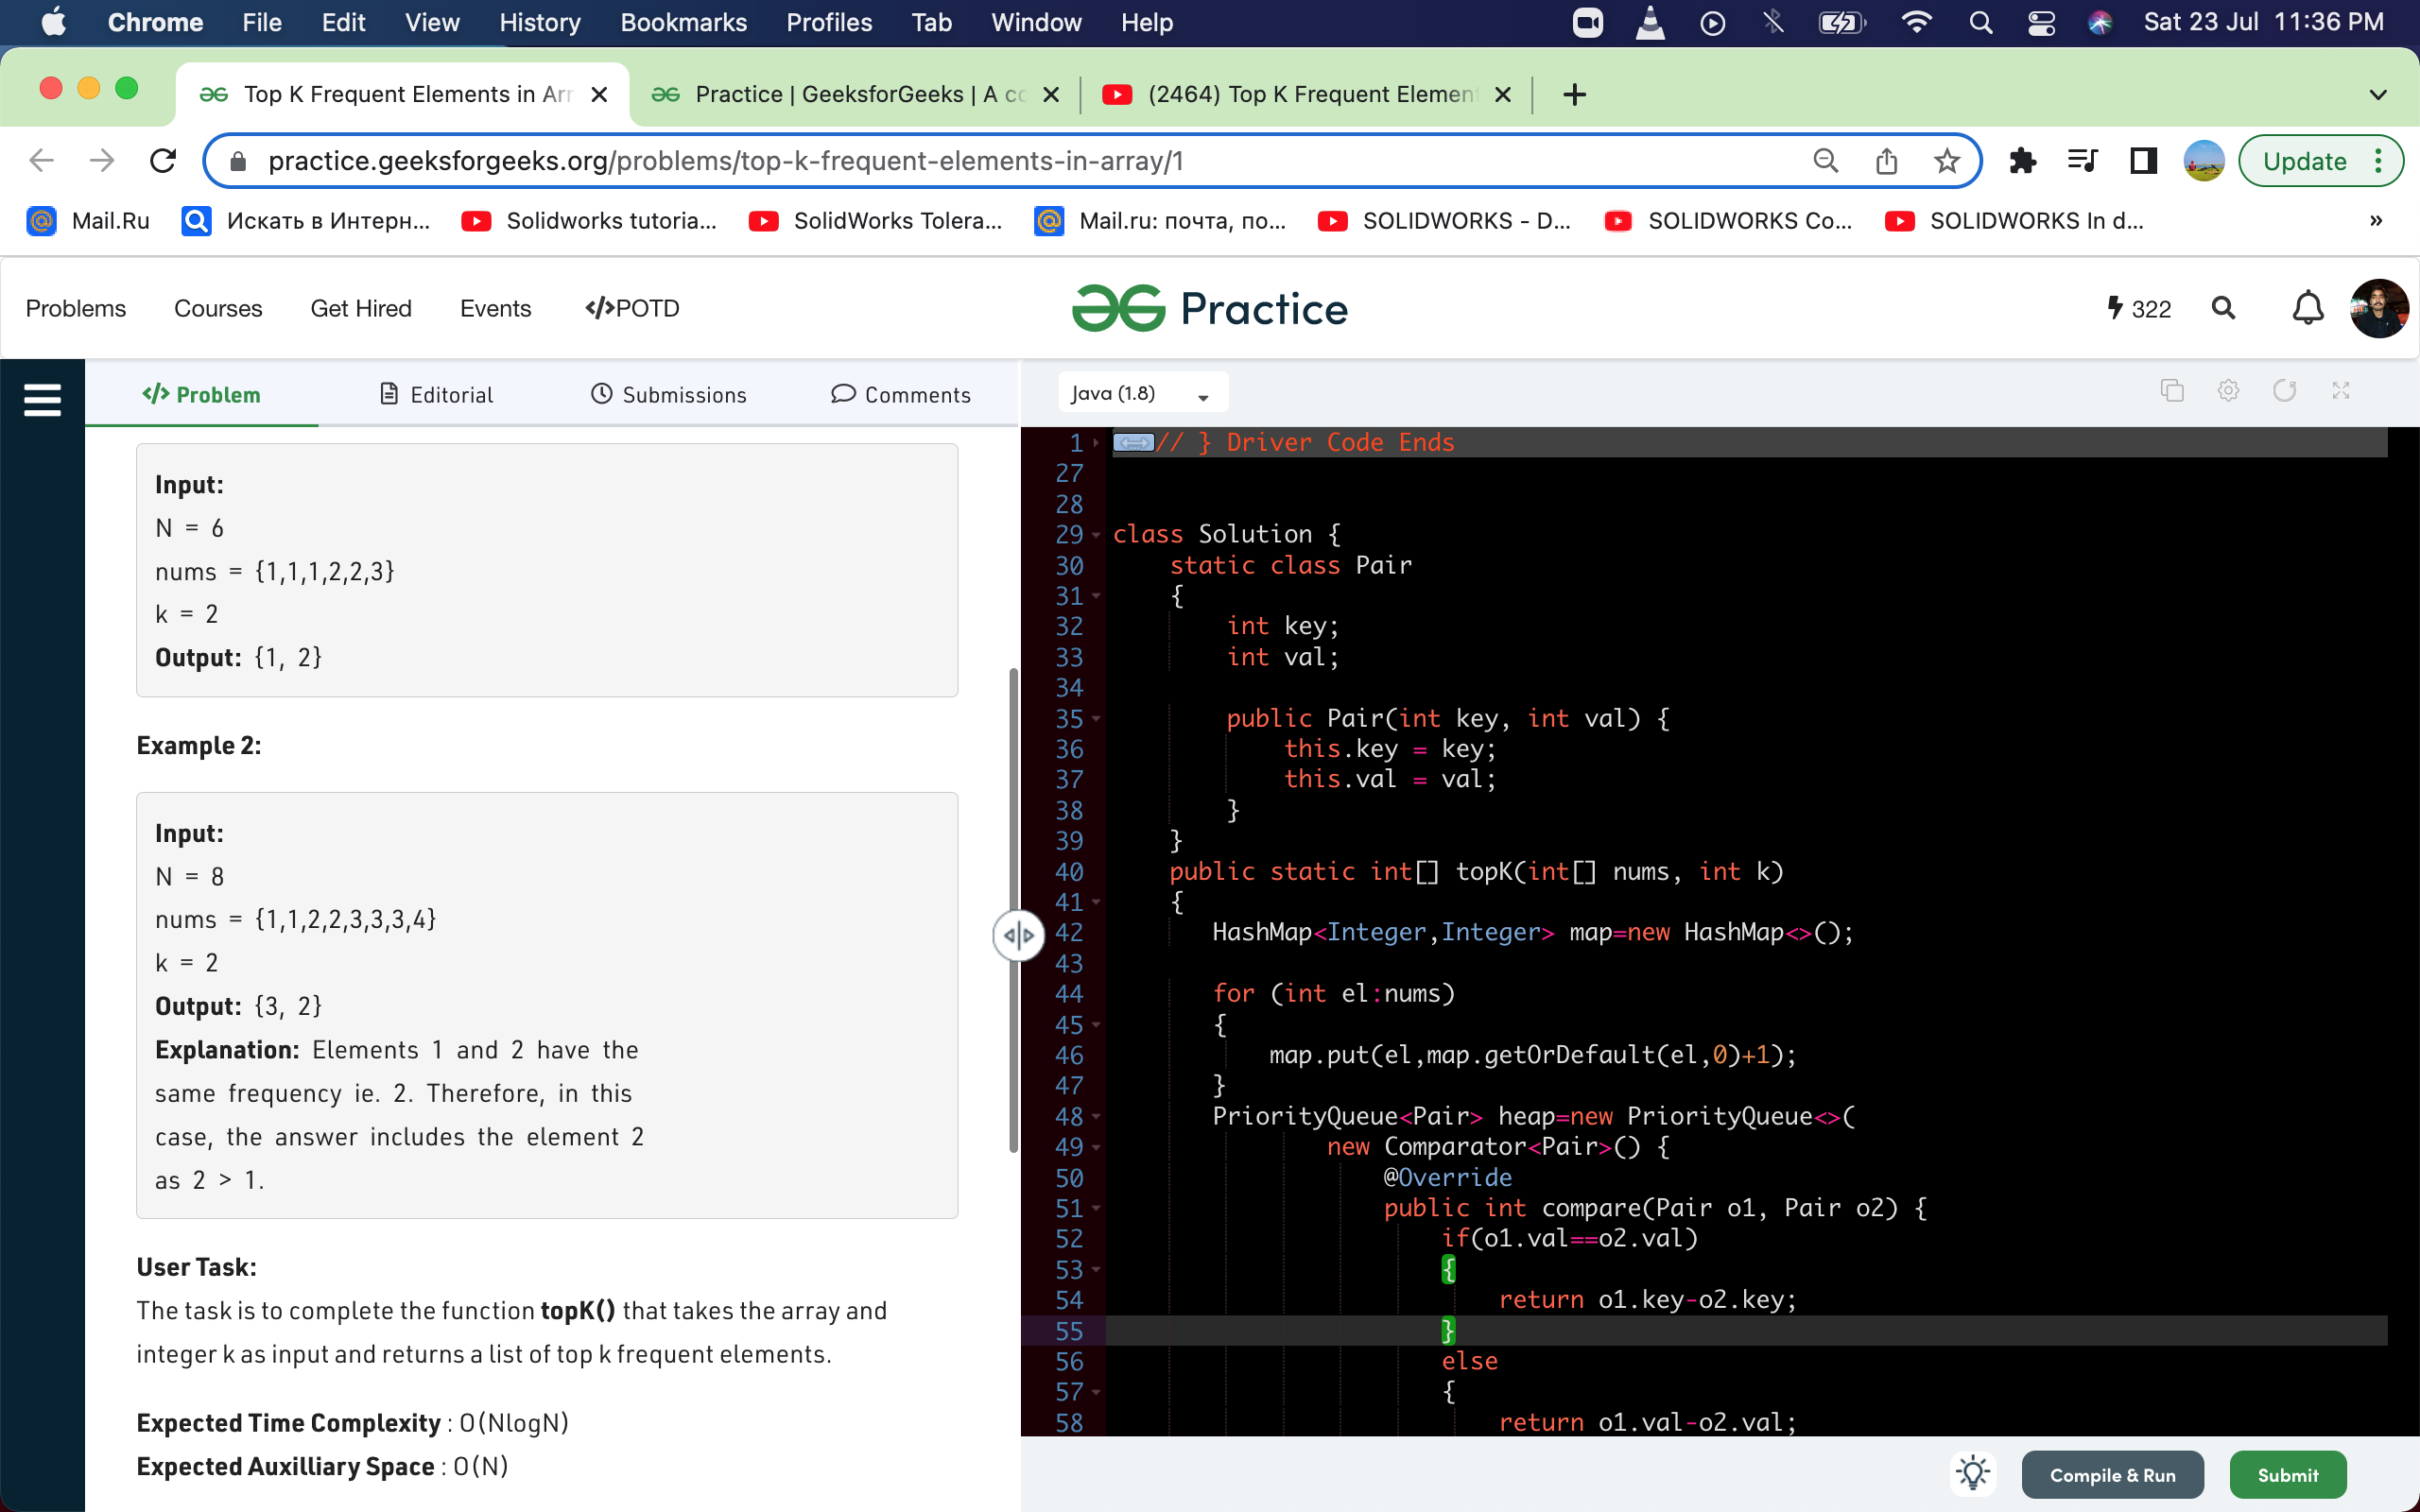 Chrome File Edit View History Bookmarks Profiles Tab Window Help Sat 23 Jul 11:36 PM
Top K Frequent Elements in Arr Practice | GeeksforGeeks | A co (2464) Top K Frequent Element
practice.geeksforgeeks.org/problems/top-k-frequent-elements-in-array/1 Update
Mail.Ru Искать в Интерн... Solidworks tutoria... SolidWorks Tolera... Mail.ru: почта, по... SOLIDWORKS - D... SOLIDWORKS Co... SOLIDWORKS In d... »
Problems Courses Get Hired Events </>POTD Practice 322
</> Problem Editorial Submissions Comments
Input:
N = 6
nums = {1,1,1,2,2,3}
k = 2
Output: {1, 2}
Example 2:
Input:
N = 8
nums = {1,1,2,2,3,3,3,4}
k = 2
Output: {3, 2}
Explanation: Elements 1 and 2 have the
same frequency ie. 2. Therefore, in this
case, the answer includes the element 2
as 2 > 1.
User Task:
The task is to complete the function topK() that takes the array and
integer k as input and returns a list of top k frequent elements.
Expected Time Complexity : O(NlogN)
Expected Auxilliary Space : O(N)
Java (1.8)
1 // } Driver Code Ends
27
28
29 class Solution {
30 static class Pair
31 {
32 int key;
33 int val;
34
35 public Pair(int key, int val) {
36 this.key = key;
37 this.val = val;
38 }
39 }
40 public static int[] topK(int[] nums, int k)
41 {
42 HashMap<Integer,Integer> map=new HashMap<>();
43
44 for (int el:nums)
45 {
46 map.put(el,map.getOrDefault(el,0)+1);
47 }
48 PriorityQueue<Pair> heap=new PriorityQueue<>(
49 new Comparator<Pair>() {
50 @Override
51 public int compare(Pair o1, Pair o2) {
52 if(o1.val==o2.val)
53 {
54 return o1.key-o2.key;
55 }
56 else
57 {
58 return o1.val-o2.val;
Compile & Run Submit